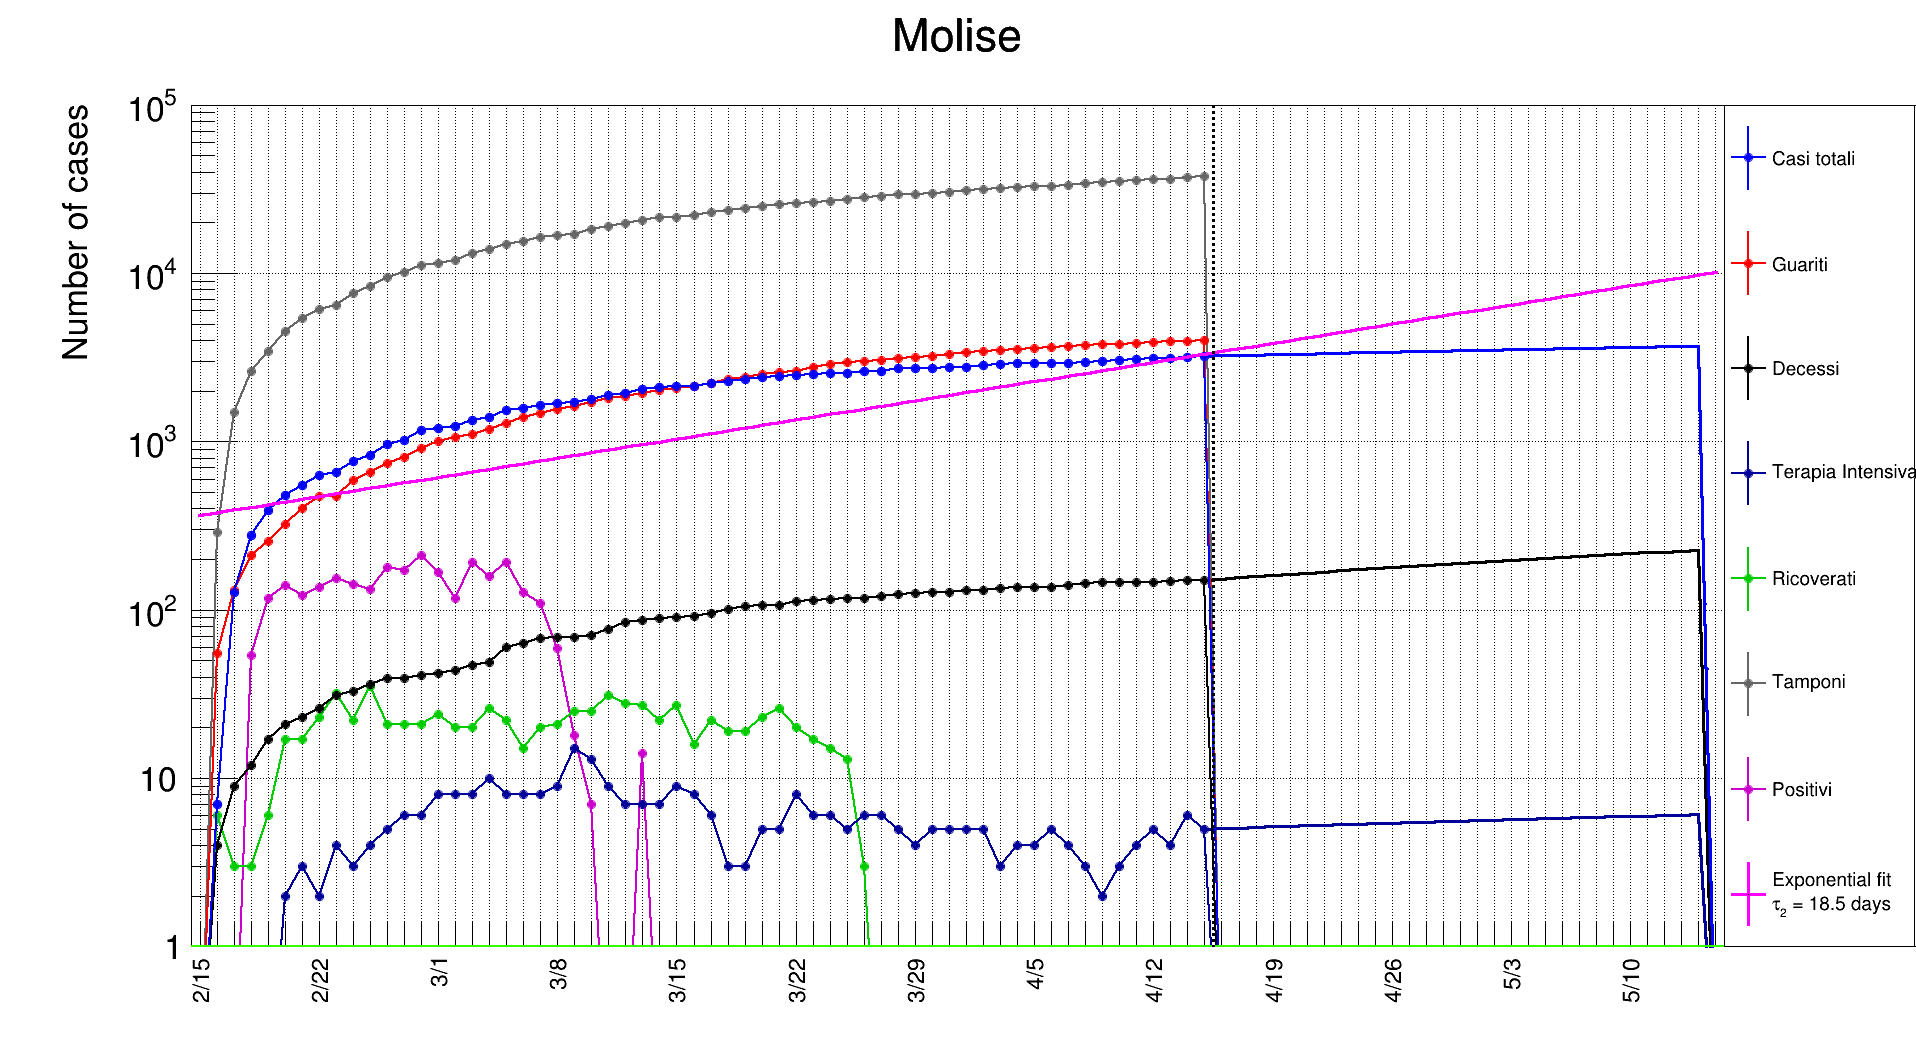 Molise
Number of cases
10^5
10^4
10^3
10^2
10
1
2/15 2/22 3/1 3/8 3/15 3/22 3/29 4/5 4/12 4/19 4/26 5/3 5/10
Casi totali
Guariti
Decessi
Terapia Intensiva
Ricoverati
Tamponi
Positivi
Exponential fit
τ_2 = 18.5 days